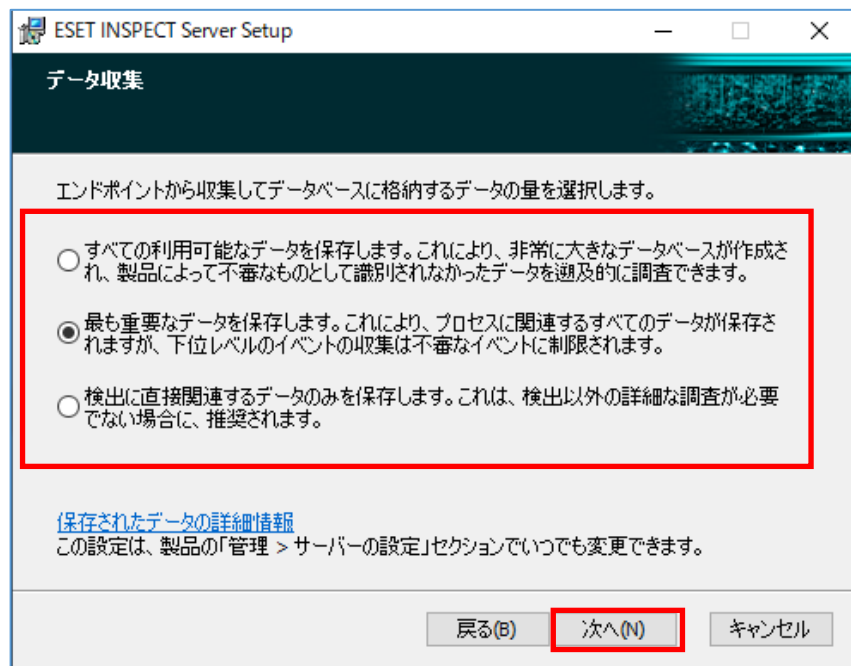 ESET INSPECT Server Setup
データ収集
エンドポイントから収集してデータベースに格納するデータの量を選択します。
すべての利用可能なデータを保存します。これにより、非常に大きなデータベースが作成さ
れ、製品によって不審なものとして識別されなかったデータを遡及的に調査できます。
最も重要なデータを保存します。これにより、プロセスに関連するすべてのデータが保存さ
れますが、下位レベルのイベントの収集は不審なイベントに制限されます。
検出に直接関連するデータのみを保存します。これは、検出以外の詳細な調査が必要
でない場合に、推奨されます。
保存されたデータの詳細情報
この設定は、製品の「管理 > サーバーの設定」セクションでいつでも変更できます。
戻る(B) 次へ(N) キャンセル